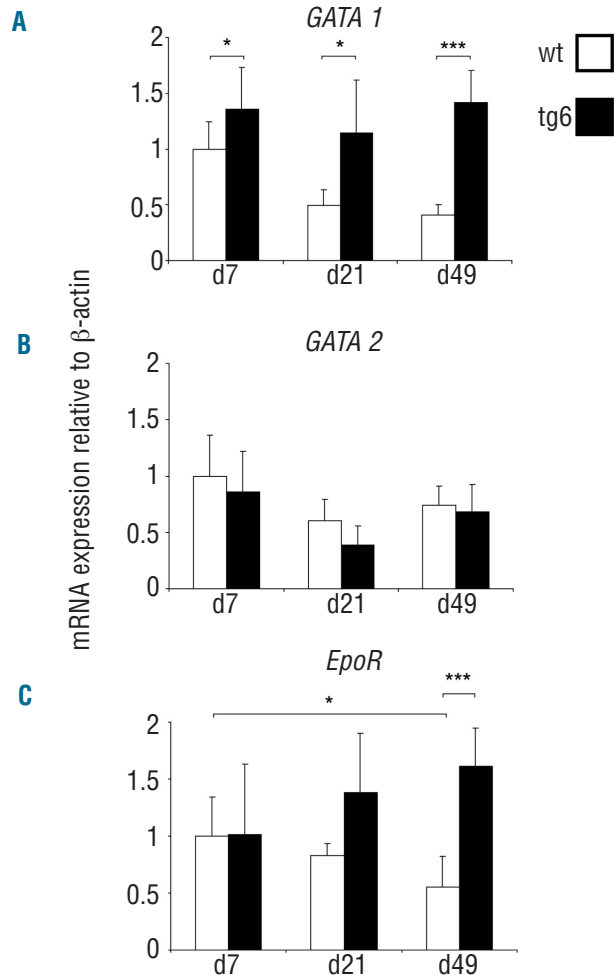 A
GATA 1
2
1.5
1
0.5
0
* * ***
d7 d21 d49
wt
tg6
mRNA expression relative to β-actin
B
GATA 2
2
1.5
1
0.5
0
d7 d21 d49
C
EpoR
* ***
2
1.5
1
0.5
0
d7 d21 d49